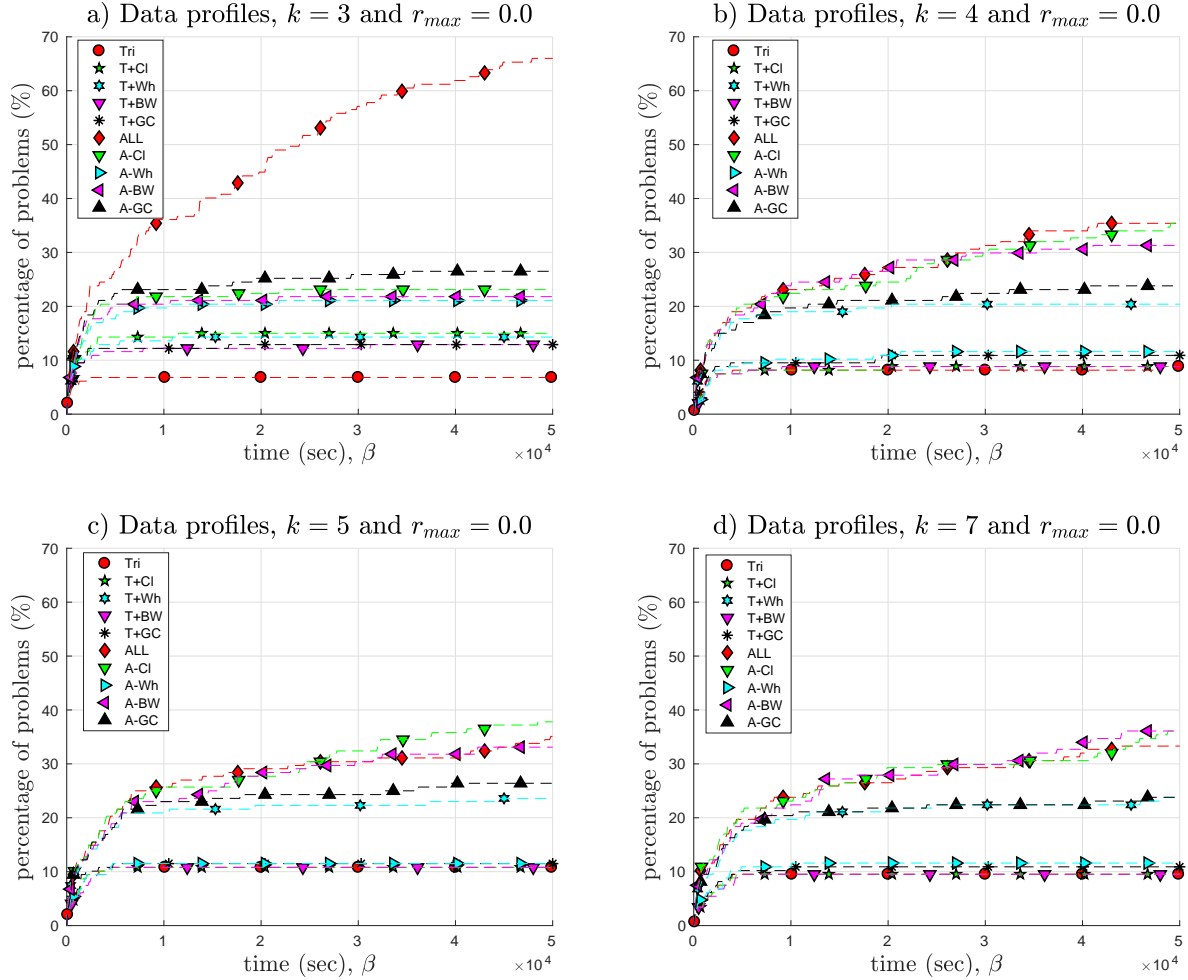 a) Data profiles, k = 3 and r_max = 0.0
percentage of problems (%)
70
60
50
40
30
20
10
0
Tri
T+Cl
T+Wh
T+BW
T+GC
ALL
A-Cl
A-Wh
A-BW
A-GC
0 1 2 3 4 5
×10^4
time (sec), β
b) Data profiles, k = 4 and r_max = 0.0
percentage of problems (%)
70
60
50
40
30
20
10
0
Tri
T+Cl
T+Wh
T+BW
T+GC
ALL
A-Cl
A-Wh
A-BW
A-GC
0 1 2 3 4 5
×10^4
time (sec), β
c) Data profiles, k = 5 and r_max = 0.0
percentage of problems (%)
70
60
50
40
30
20
10
0
Tri
T+Cl
T+Wh
T+BW
T+GC
ALL
A-Cl
A-Wh
A-BW
A-GC
0 1 2 3 4 5
×10^4
time (sec), β
d) Data profiles, k = 7 and r_max = 0.0
percentage of problems (%)
70
60
50
40
30
20
10
0
Tri
T+Cl
T+Wh
T+BW
T+GC
ALL
A-Cl
A-Wh
A-BW
A-GC
0 1 2 3 4 5
×10^4
time (sec), β